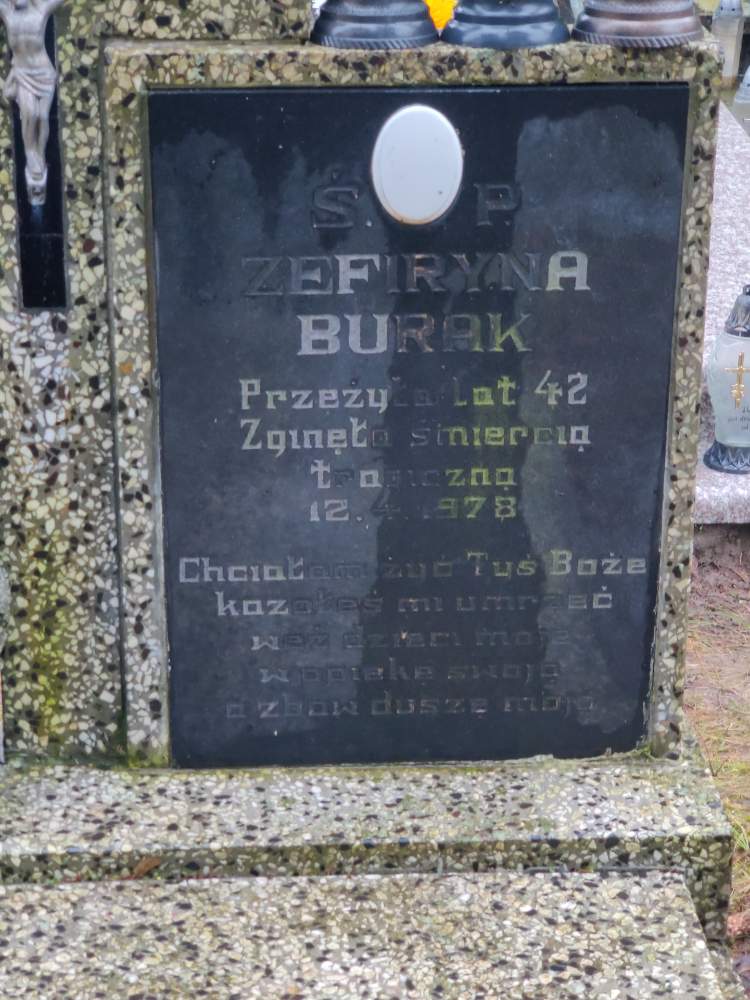 Ś. P.
ZEFIRYNA
BURAK
Przeżyła lat 42
Zginęła śmiercią
tragiczną
12.4.1978
Chciałam żyć Tyś Boże
kazałeś mi umrzeć
weź dzieci moje
w opiekę swoją
a zbaw duszę moją